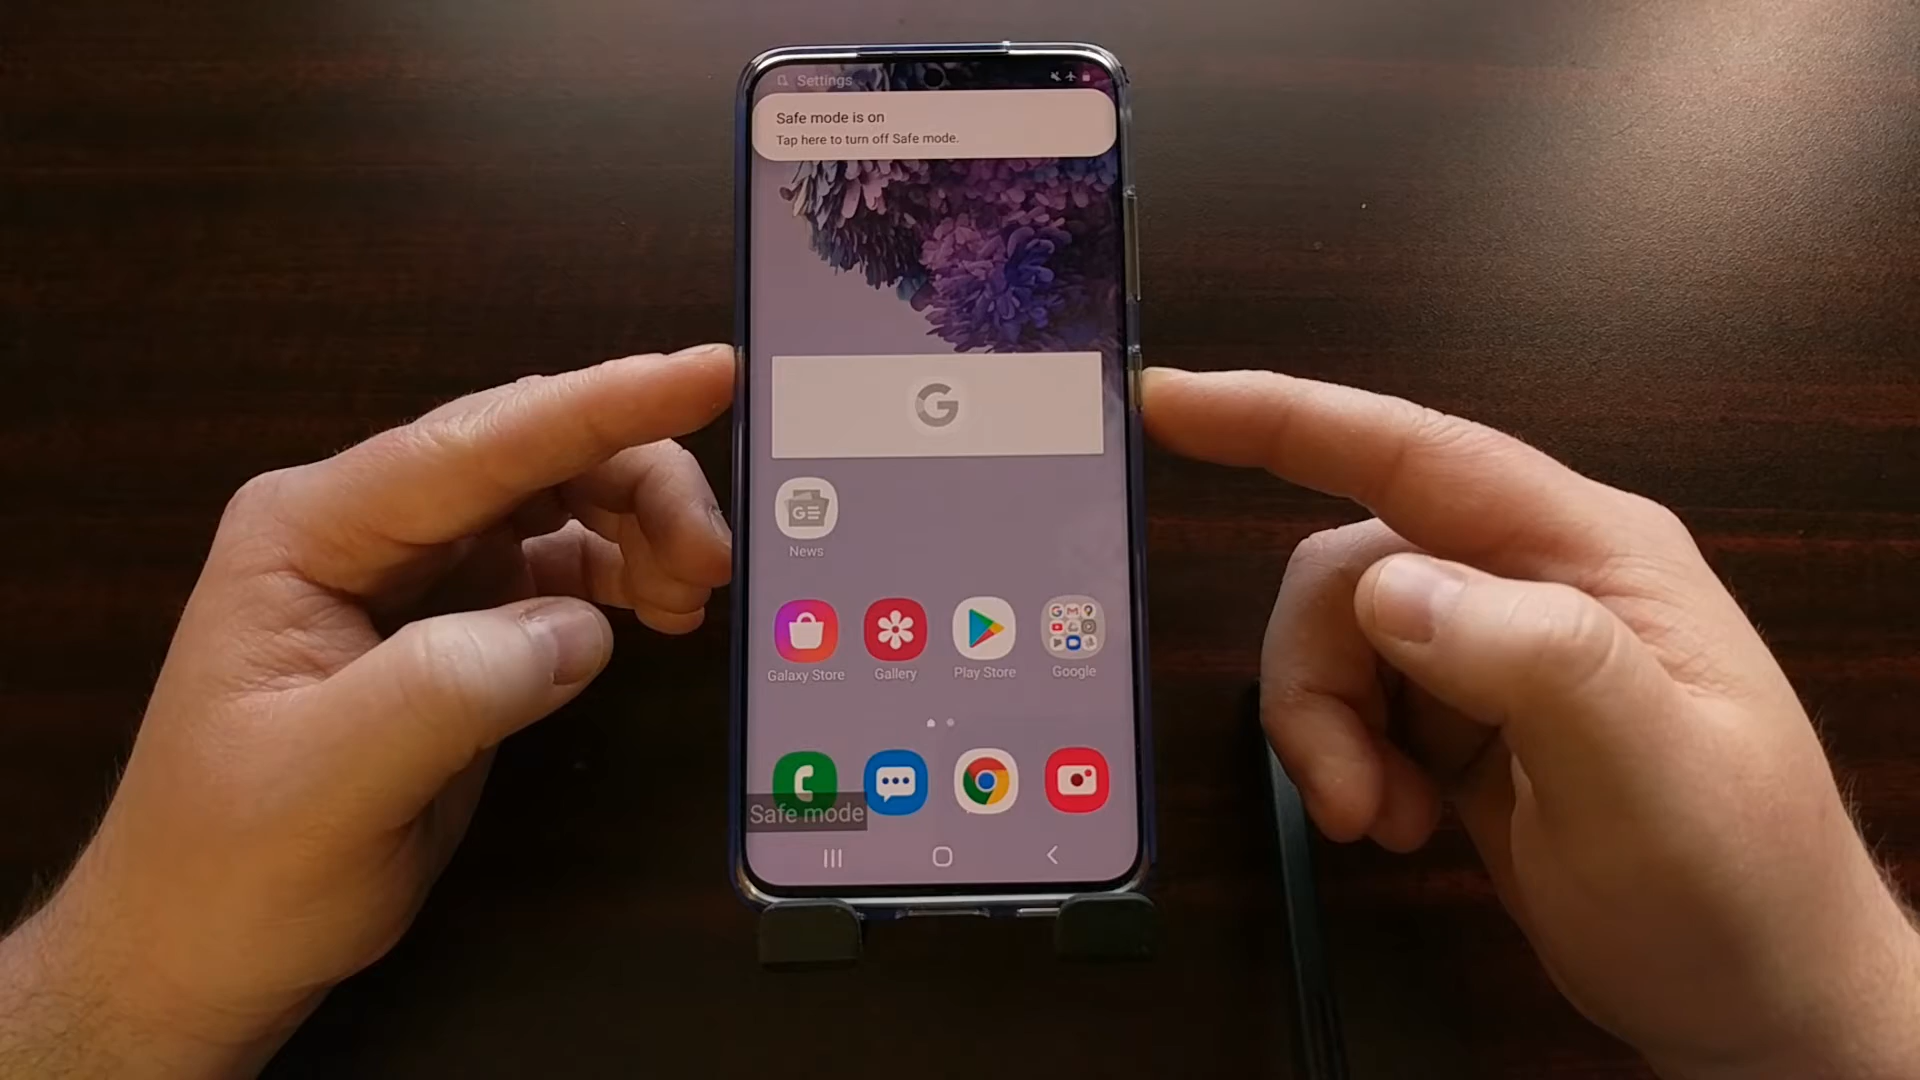 Settings
Safe mode is on
Tap here to turn off Safe mode.
G
GE
News
Galaxy Store
Gallery
Play Store
Google
Safe mode